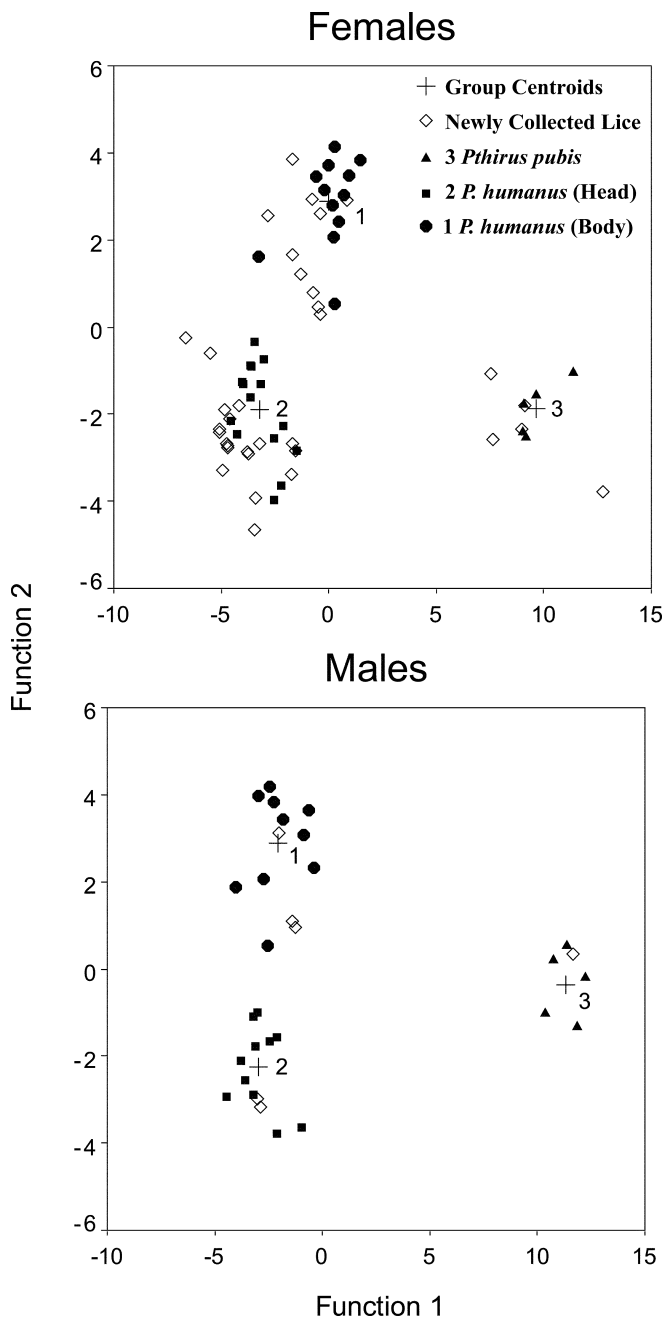 Females
6
Group Centroids
Newly Collected Lice
4
3 Pthirus pubis
2 P. humanus (Head)
1
1 P. humanus (Body)
2
0
2
3
-2
-4
-6
-10 -5 0 5 10 15
Function 2
Males
6
4
1
2
0
3
2
-2
-4
-6
-10 -5 0 5 10 15
Function 1